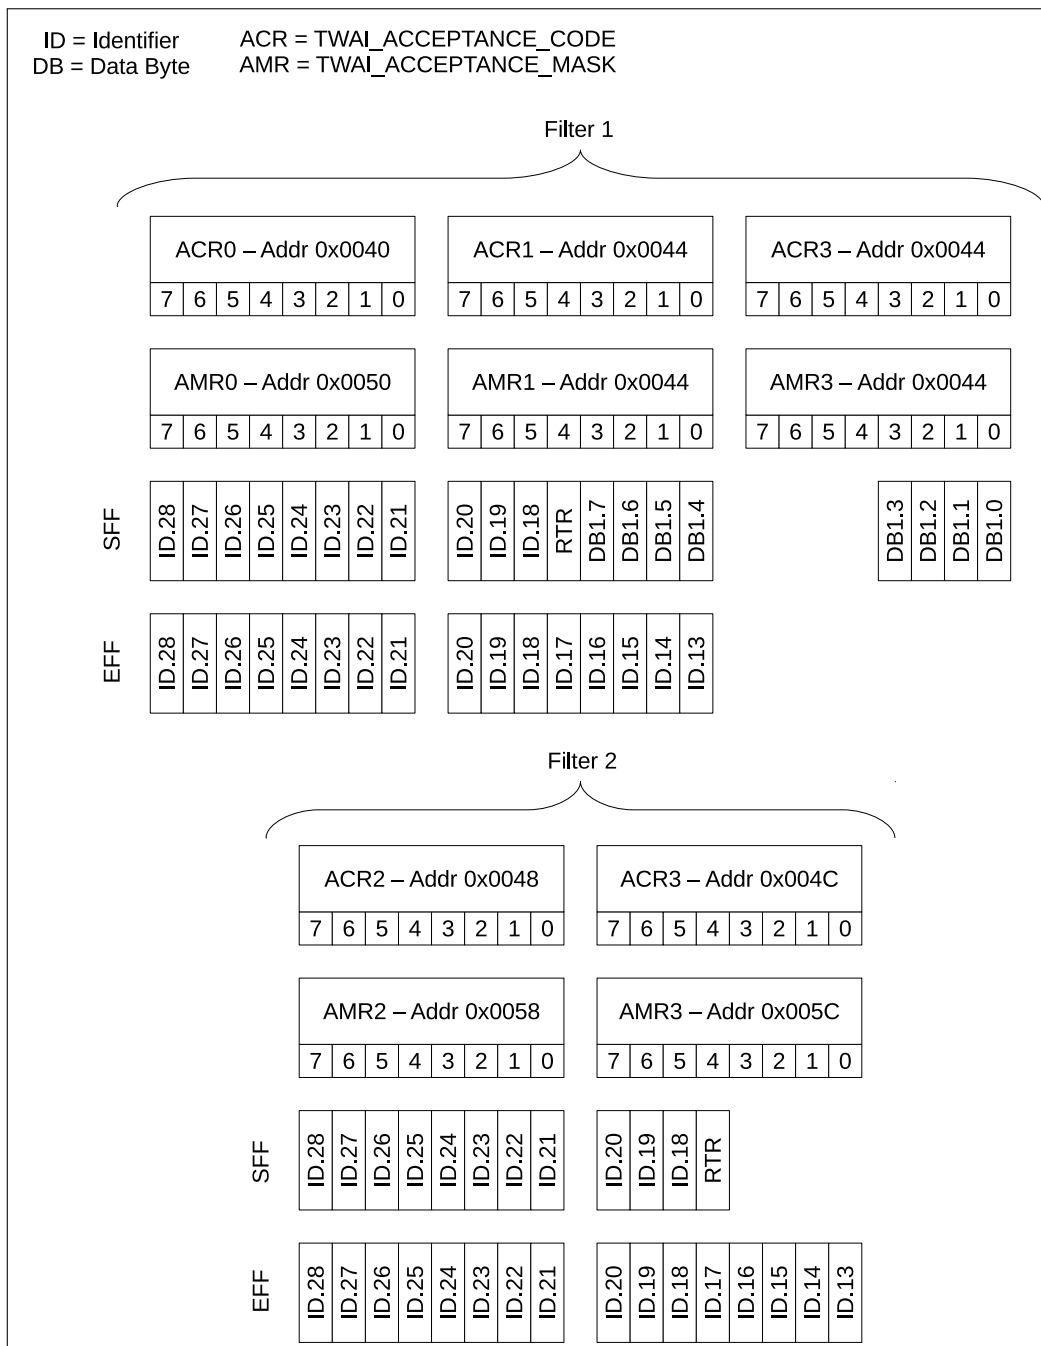 ID = Identifier ACR = TWAI_ACCEPTANCE_CODE
DB = Data Byte AMR = TWAI_ACCEPTANCE_MASK
Filter 1
ACR0 – Addr 0x0040 ACR1 – Addr 0x0044 ACR3 – Addr 0x0044
7 6 5 4 3 2 1 0 7 6 5 4 3 2 1 0 7 6 5 4 3 2 1 0
AMR0 – Addr 0x0050 AMR1 – Addr 0x0044 AMR3 – Addr 0x0044
7 6 5 4 3 2 1 0 7 6 5 4 3 2 1 0 7 6 5 4 3 2 1 0
SFF ID.28 ID.27 ID.26 ID.25 ID.24 ID.23 ID.22 ID.21 ID.20 ID.19 ID.18 RTR DB1.7 DB1.6 DB1.5 DB1.4 DB1.3 DB1.2 DB1.1 DB1.0
EFF ID.28 ID.27 ID.26 ID.25 ID.24 ID.23 ID.22 ID.21 ID.20 ID.19 ID.18 ID.17 ID.16 ID.15 ID.14 ID.13
Filter 2
ACR2 – Addr 0x0048 ACR3 – Addr 0x004C
7 6 5 4 3 2 1 0 7 6 5 4 3 2 1 0
AMR2 – Addr 0x0058 AMR3 – Addr 0x005C
7 6 5 4 3 2 1 0 7 6 5 4 3 2 1 0
SFF ID.28 ID.27 ID.26 ID.25 ID.24 ID.23 ID.22 ID.21 ID.20 ID.19 ID.18 RTR
EFF ID.28 ID.27 ID.26 ID.25 ID.24 ID.23 ID.22 ID.21 ID.20 ID.19 ID.18 ID.17 ID.16 ID.15 ID.14 ID.13